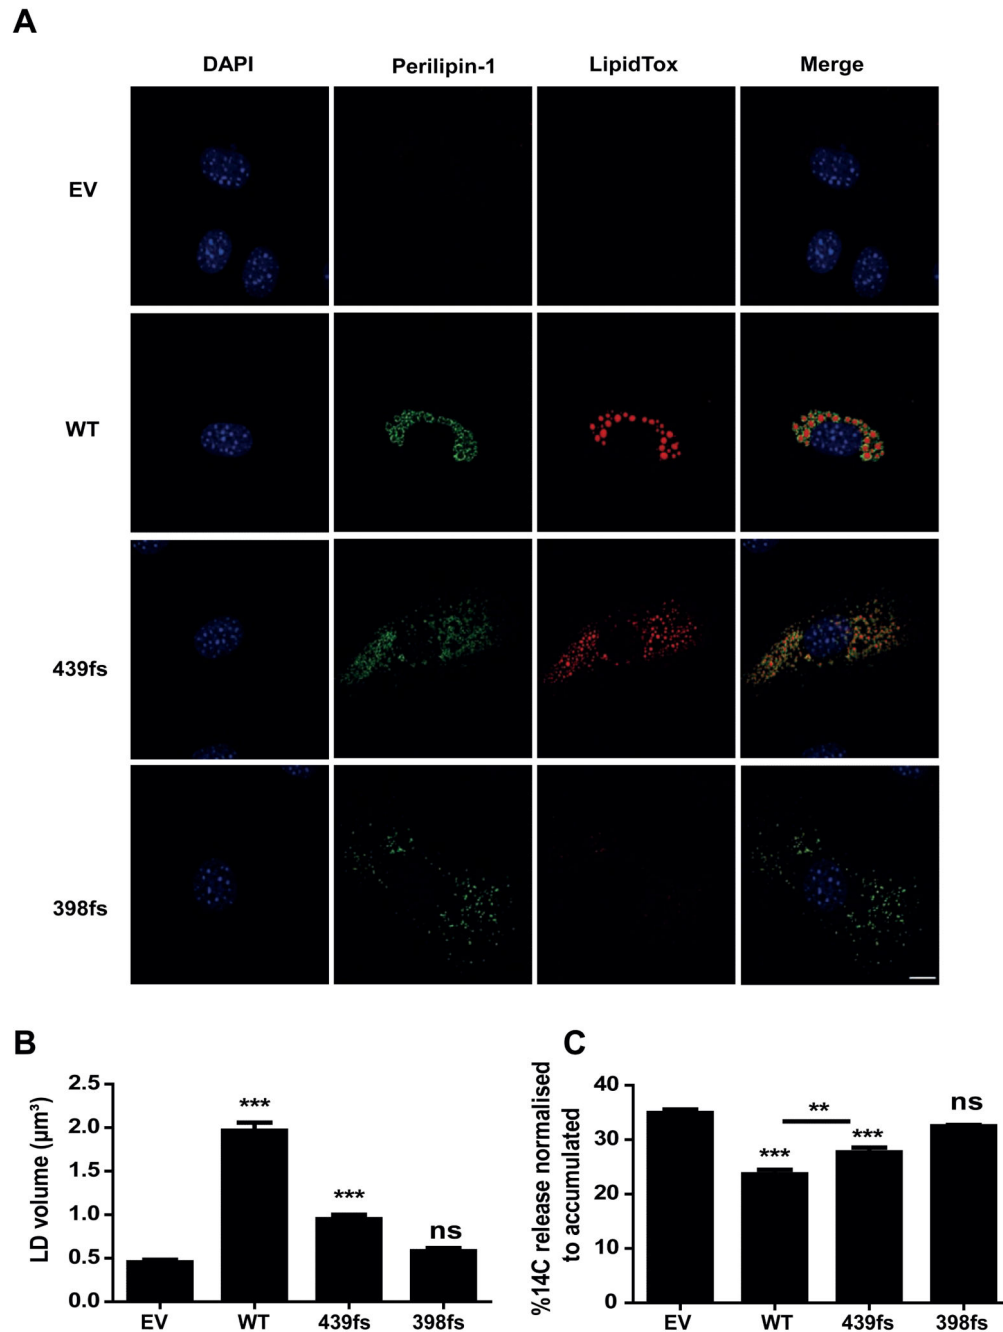 A
DAPI Perilipin-1 LipidTox Merge
EV
WT
439fs
398fs
B
LD volume (μm³)
2.5
2.0
1.5
1.0
0.5
0.0
***
***
ns
EV WT 439fs 398fs
C
%14C release normalised
to accumulated
40
30
20
10
0
***
**
***
ns
EV WT 439fs 398fs